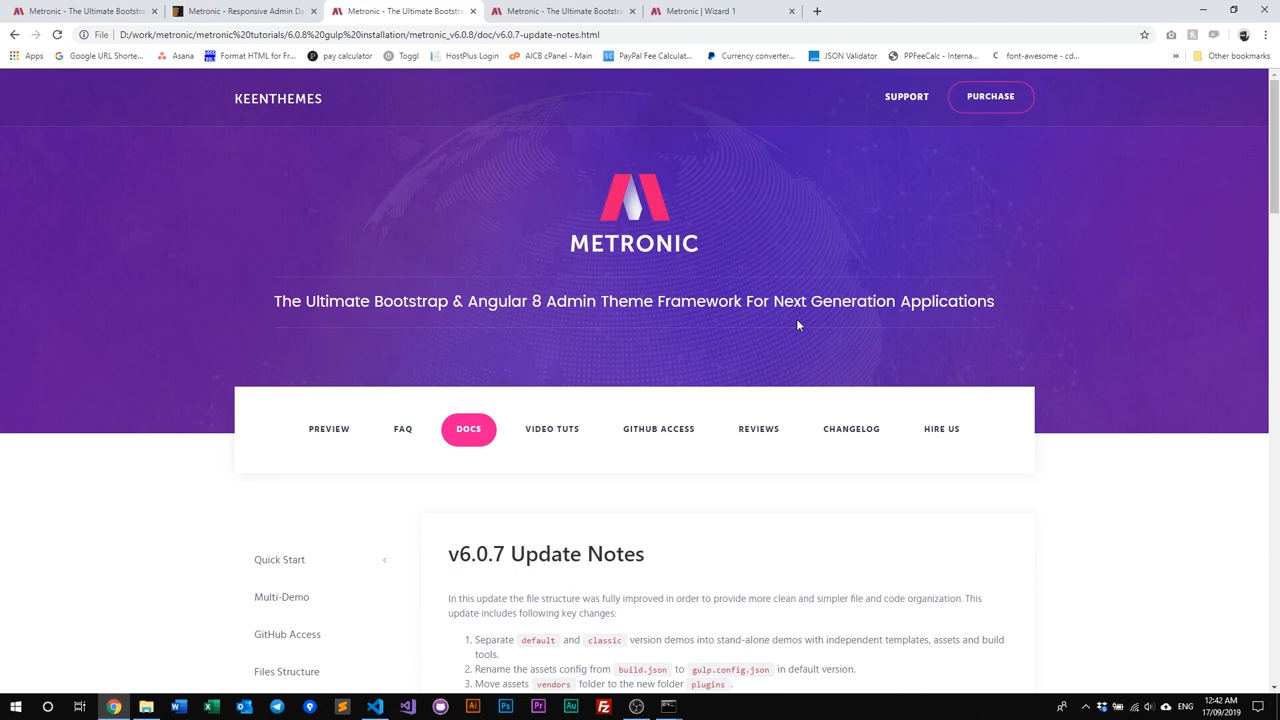 Metronic - The Ultimate Bootstra
Metronic - Responsive Admin Da
Metronic - The Ultimate Bootstra
Metronic - The Ultimate Bootstra
Metronic | Wizard 1
File | D:/work/metronic/metronic%20tutorials/6.0.8%20gulp%20installation/metronic_v6.0.8/doc/v6.0.7-update-notes.html
Apps
Google URL Shorte...
Asana
Format HTML for Fr...
pay calculator
Toggl
HostPlus Login
AICB cPanel - Main
PayPal Fee Calculat...
Currency converter...
JSON Validator
PPFeeCalc - Interna...
font-awesome - cd...
»
Other bookmarks
KEENTHEMES
SUPPORT
PURCHASE
METRONIC
The Ultimate Bootstrap & Angular 8 Admin Theme Framework For Next Generation Applications
PREVIEW
FAQ
DOCS
VIDEO TUTS
GITHUB ACCESS
REVIEWS
CHANGELOG
HIRE US
Quick Start
Multi-Demo
GitHub Access
Files Structure
v6.0.7 Update Notes
In this update the file structure was fully improved in order to provide more clean and simpler file and code organization. This
update includes following key changes:
1. Separate default and classic version demos into stand-alone demos with independent templates, assets and build
tools.
2. Rename the assets config from build.json to gulp.config.json in default version.
3. Move assets vendors folder to the new folder plugins .
ENG
12:42 AM
17/09/2019